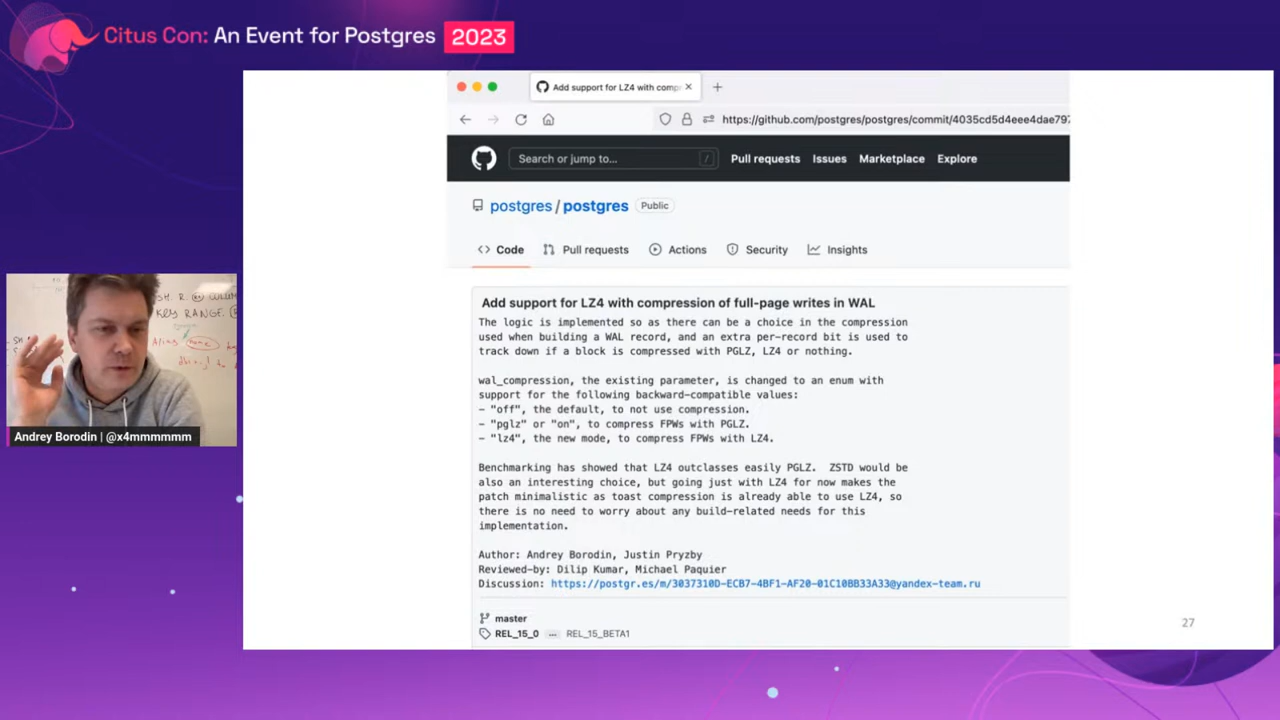 Citus Con: An Event for Postgres 2023
Add support for LZ4 with comp
https://github.com/postgres/postgres/commit/4035cd5d4eee4dae797
Search or jump to... /
Pull requests Issues Marketplace Explore
postgres / postgres Public
Code Pull requests Actions Security Insights
Add support for LZ4 with compression of full-page writes in WAL
The logic is implemented so as there can be a choice in the compression
used when building a WAL record, and an extra per-record bit is used to
track down if a block is compressed with PGLZ, LZ4 or nothing.
wal_compression, the existing parameter, is changed to an enum with
support for the following backward-compatible values:
- "off", the default, to not use compression.
- "pglz" or "on", to compress FPWs with PGLZ.
- "lz4", the new mode, to compress FPWs with LZ4.
Benchmarking has showed that LZ4 outclasses easily PGLZ.  ZSTD would be
also an interesting choice, but going just with LZ4 for now makes the
patch minimalistic as toast compression is already able to use LZ4, so
there is no need to worry about any build-related needs for this
implementation.
Author: Andrey Borodin, Justin Pryzby
Reviewed-by: Dilip Kumar, Michael Paquier
Discussion: https://postgr.es/m/3037310D-ECB7-4BF1-AF20-01C10BB33A33@yandex-team.ru
master
REL_15_0 ... REL_15_BETA1
27
KEY RANGE.
Alias name
Andrey Borodin | @x4mmmmmm